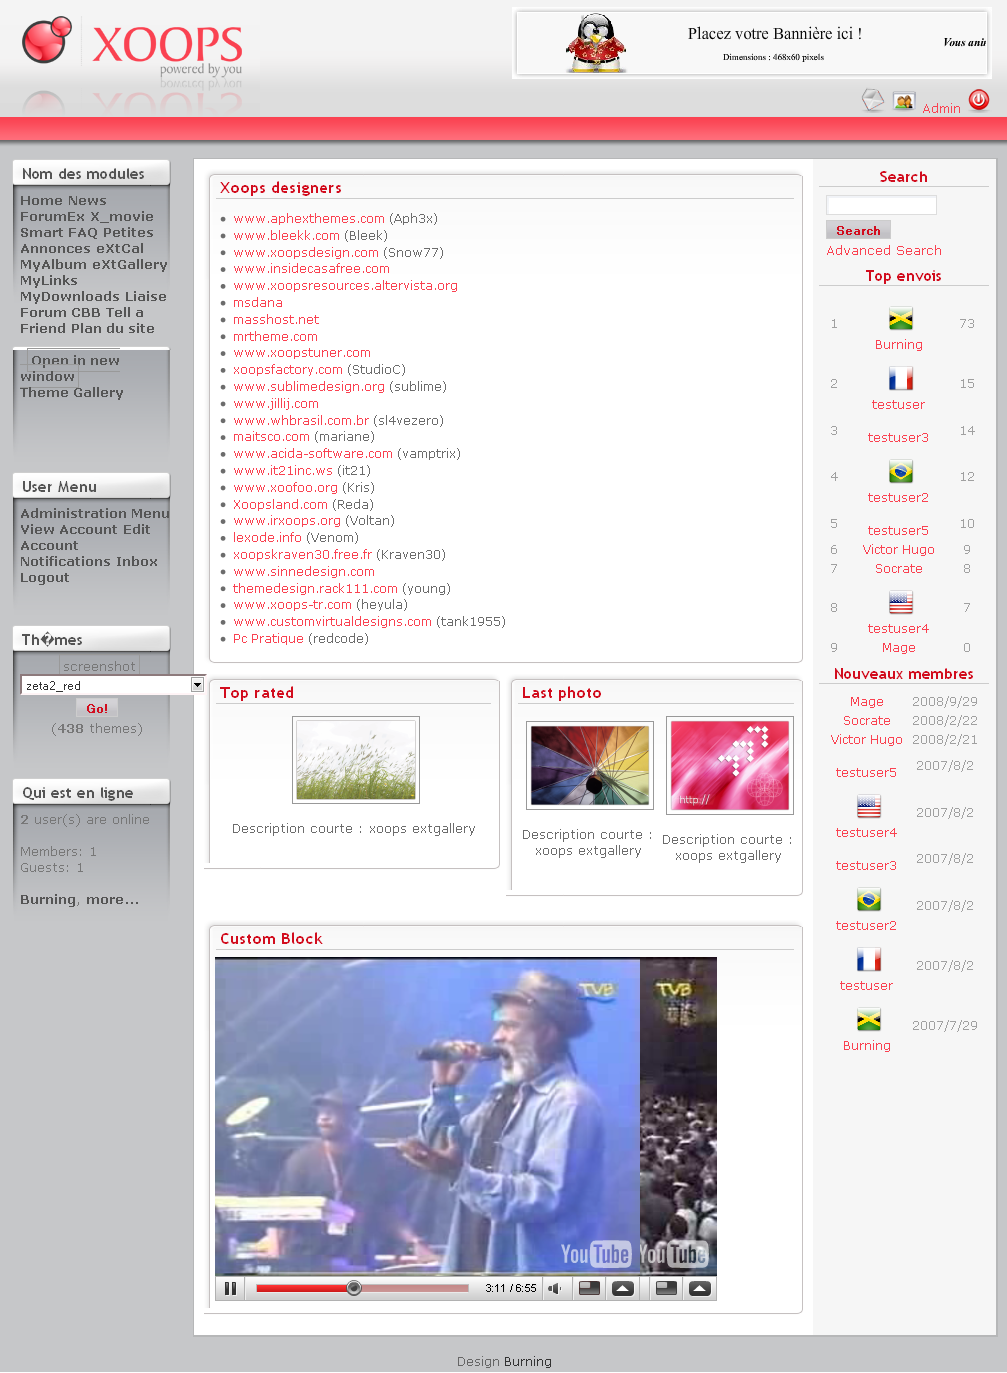 XOOPS
powered by you
Placez votre Bannière ici !
Dimensions : 468x60 pixels
Vous
Admin
Nom des modules
Home News
ForumEx X_movie
Smart FAQ Petites
Annonces eXtCal
MyAlbum eXtGallery
MyLinks
MyDownloads Liaise
Forum CBB Tell a
Friend Plan du site
Open in new
window
Theme Gallery
User Menu
Administration Menu
View Account Edit
Account
Notifications Inbox
Logout
Th�mes
screenshot
zeta2_red
Go!
(438 themes)
Qui est en ligne
2 user(s) are online
Members: 1
Guests: 1
Burning, more...
Xoops designers
www.aphexthemes.com (Aph3x)
www.bleekk.com (Bleek)
www.xoopsdesign.com (Snow77)
www.insidecasafree.com
www.xoopsresources.altervista.org
msdana
masshost.net
mrtheme.com
www.xoopstuner.com
xoopsfactory.com (StudioC)
www.sublimedesign.org (sublime)
www.jillij.com
www.whbrasil.com.br (sl4vezero)
maitsco.com (mariane)
www.acida-software.com (vamptrix)
www.it21inc.ws (it21)
www.xoofoo.org (Kris)
Xoopsland.com (Reda)
www.irxoops.org (Voltan)
lexode.info (Venom)
xoopskraven30.free.fr (Kraven30)
www.sinnedesign.com
themedesign.rack111.com (young)
www.xoops-tr.com (heyula)
www.customvirtualdesigns.com (tank1955)
Pc Pratique (redcode)
Top rated
Description courte : xoops extgallery
Last photo
http://
Description courte :
xoops extgallery
Description courte :
xoops extgallery
Custom Block
TVB
TVB
YouTube
YouTube
3:11 / 6:55
Search
Search
Advanced Search
Top envois
1 Burning 73
2 testuser 15
3 testuser3 14
4 testuser2 12
5 testuser5 10
6 Victor Hugo 9
7 Socrate 8
8 testuser4 7
9 Mage 0
Nouveaux membres
Mage 2008/9/29
Socrate 2008/2/22
Victor Hugo 2008/2/21
testuser5 2007/8/2
testuser4 2007/8/2
testuser3 2007/8/2
testuser2 2007/8/2
testuser 2007/8/2
Burning 2007/7/29
Design Burning